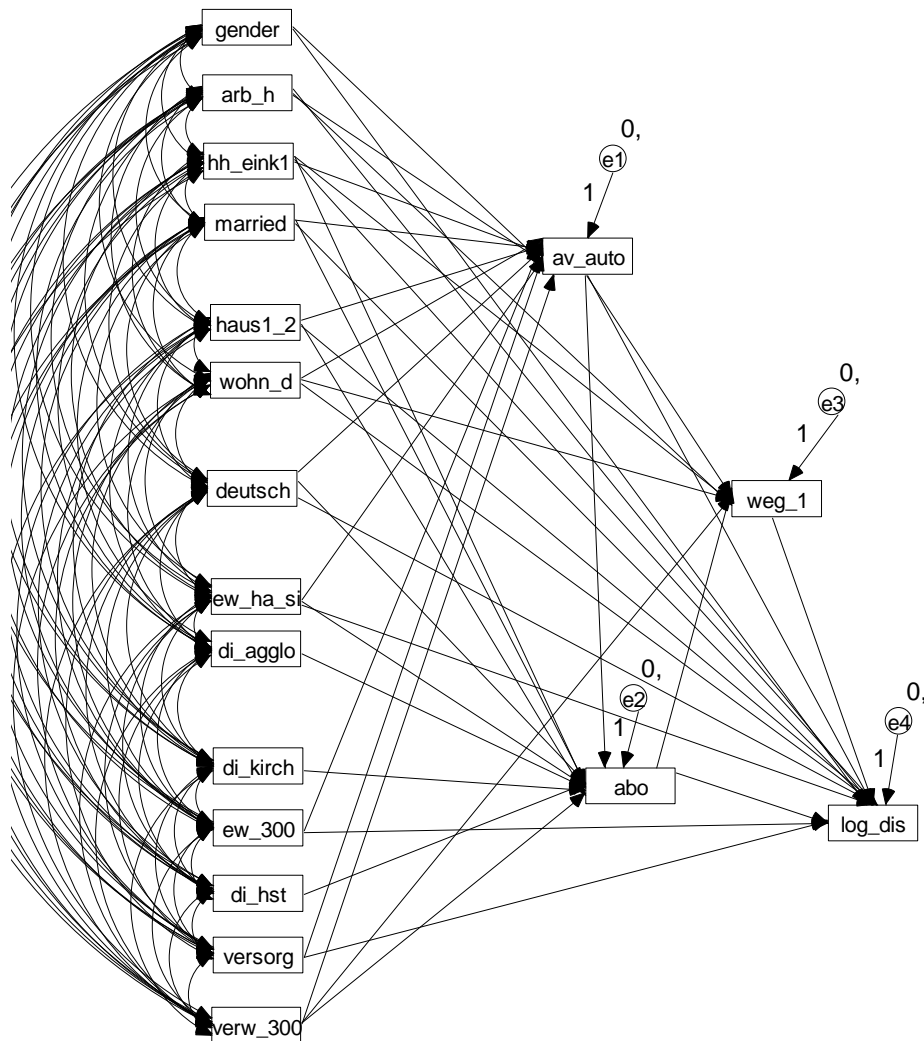 gender
arb_h
hh_eink1
married
haus1_2
wohn_d
deutsch
ew_ha_si
di_agglo
di_kirch
ew_300
di_hst
versorg
verw_300
0,
e1
1
av_auto
0,
e3
1
weg_1
0,
e2
1
abo
0,
e4
1
log_dis